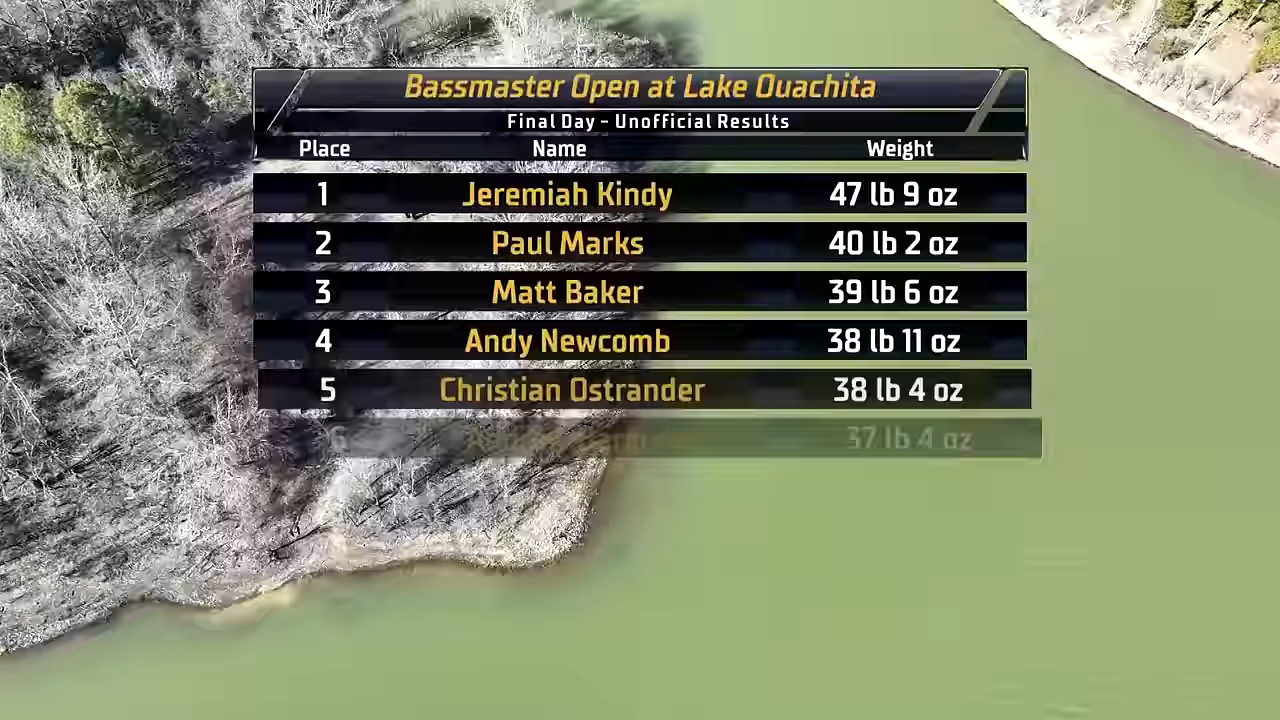 Bassmaster Open at Lake Ouachita
Final Day - Unofficial Results
Place Name Weight
1 Jeremiah Kindy 47 lb 9 oz
2 Paul Marks 40 lb 2 oz
3 Matt Baker 39 lb 6 oz
4 Andy Newcomb 38 lb 11 oz
5 Christian Ostrander 38 lb 4 oz
6 37 lb 4 oz